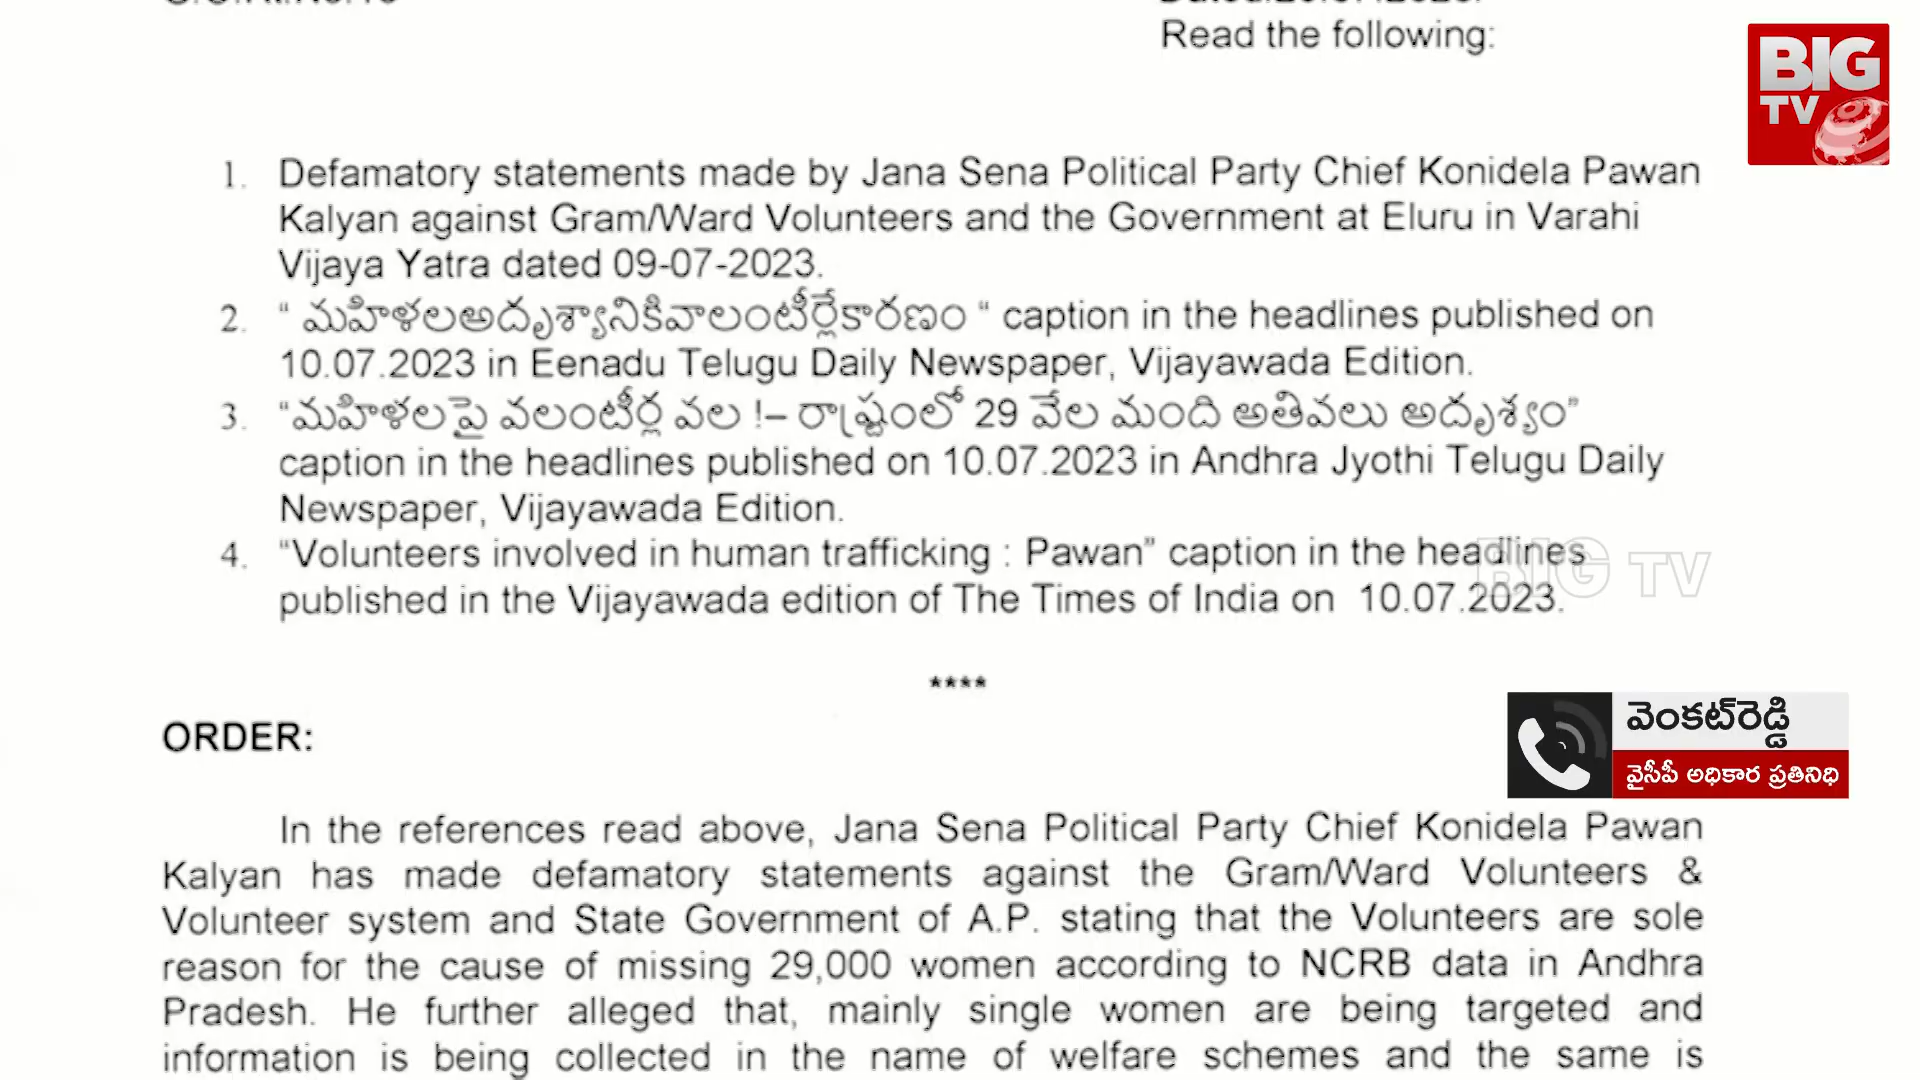 Read the following:
BIG
TV
1. Defamatory statements made by Jana Sena Political Party Chief Konidela Pawan
Kalyan against Gram/Ward Volunteers and the Government at Eluru in Varahi
Vijaya Yatra dated 09-07-2023.
2. “ మహిళలఅదృశ్యానికివాలంటీర్లేకారణం “ caption in the headlines published on
10.07.2023 in Eenadu Telugu Daily Newspaper, Vijayawada Edition.
3. “మహిళలపై వలంటీర్ల వల !– రాష్ట్రంలో 29 వేల మంది అతివలు అదృశ్యం”
caption in the headlines published on 10.07.2023 in Andhra Jyothi Telugu Daily
Newspaper, Vijayawada Edition.
4. “Volunteers involved in human trafficking : Pawan” caption in the headlines
published in the Vijayawada edition of The Times of India on 10.07.2023.
BIG TV
****
ORDER:
వెంకట్‌రెడ్డి
వైసీపీ అధికార ప్రతినిధి
In the references read above, Jana Sena Political Party Chief Konidela Pawan
Kalyan has made defamatory statements against the Gram/Ward Volunteers &
Volunteer system and State Government of A.P. stating that the Volunteers are sole
reason for the cause of missing 29,000 women according to NCRB data in Andhra
Pradesh. He further alleged that, mainly single women are being targeted and
information is being collected in the name of welfare schemes and the same is